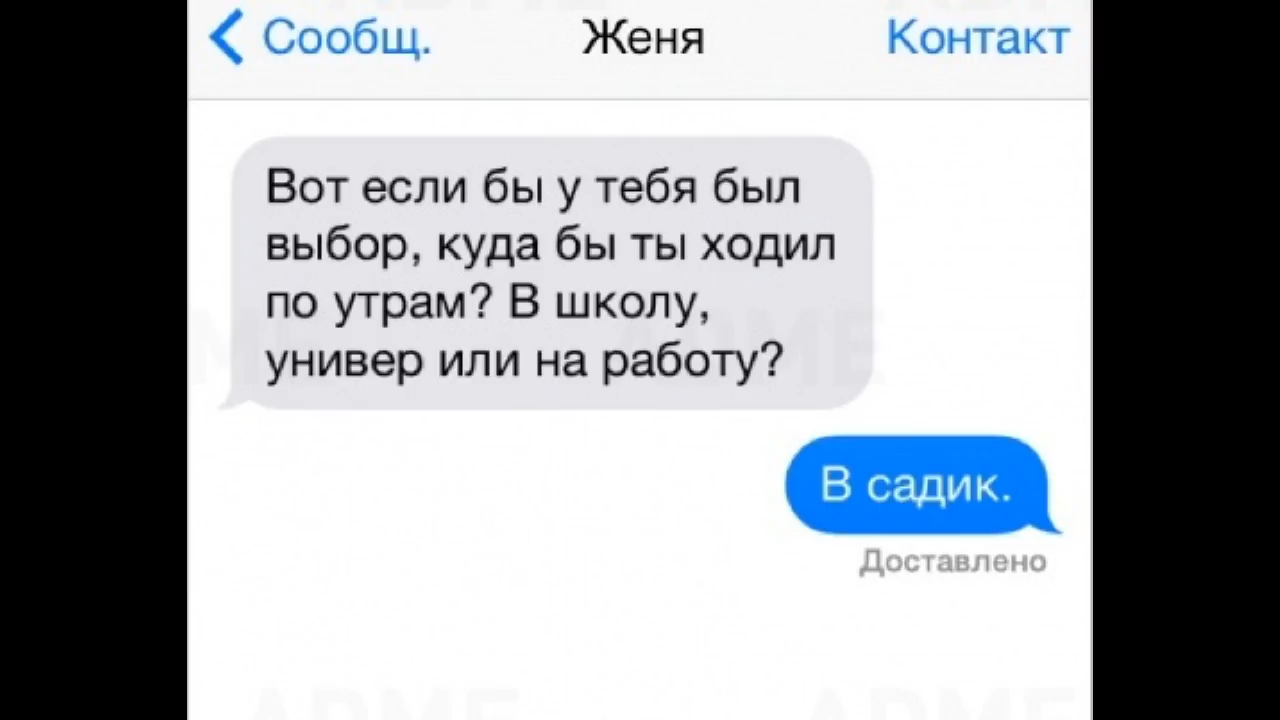 Сообщ. Женя Контакт
Вот если бы у тебя был
выбор, куда бы ты ходил
по утрам? В школу,
универ или на работу?
В садик.
Доставлено
ADME